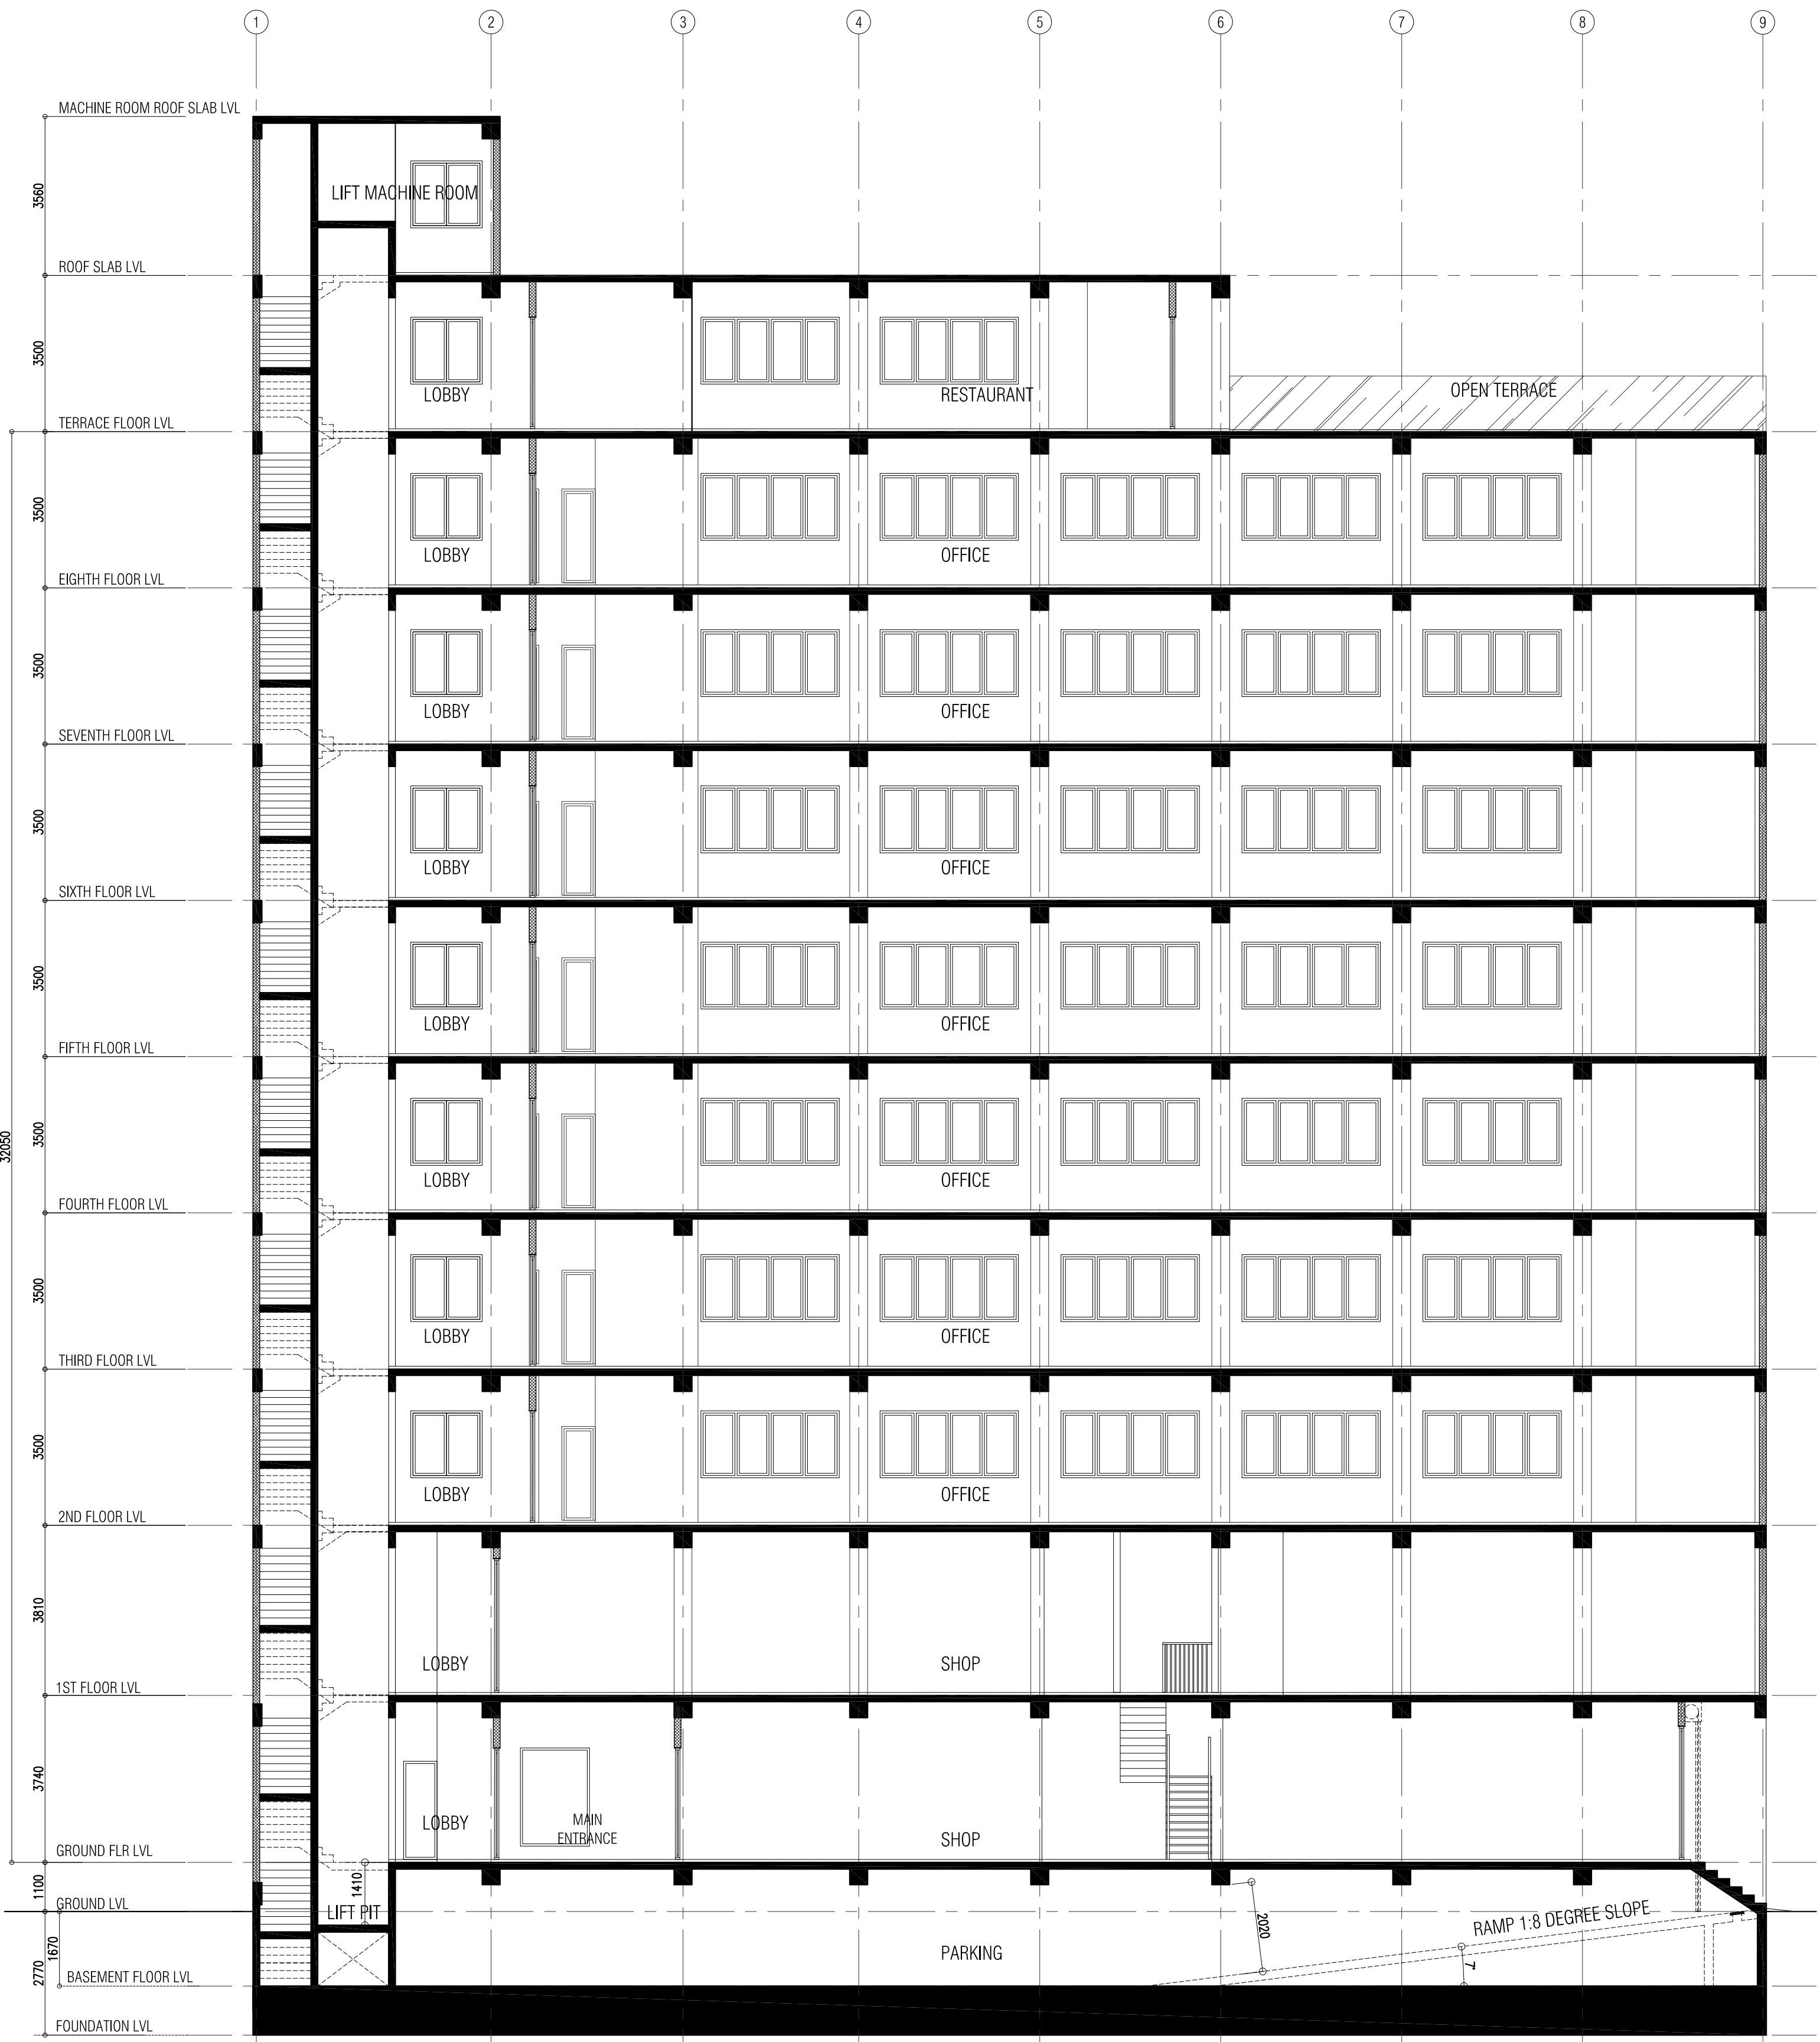 1 2 3 4 5 6 7 8 9
MACHINE ROOM ROOF SLAB LVL
3560
LIFT MACHINE ROOM
ROOF SLAB LVL
3500
LOBBY RESTAURANT OPEN TERRACE
TERRACE FLOOR LVL
3500
LOBBY OFFICE
EIGHTH FLOOR LVL
3500
LOBBY OFFICE
SEVENTH FLOOR LVL
3500
LOBBY OFFICE
SIXTH FLOOR LVL
3500
LOBBY OFFICE
FIFTH FLOOR LVL
3500
32050
LOBBY OFFICE
FOURTH FLOOR LVL
3500
LOBBY OFFICE
THIRD FLOOR LVL
3500
LOBBY OFFICE
2ND FLOOR LVL
3810
LOBBY SHOP
1ST FLOOR LVL
3740
LOBBY
MAIN
ENTRANCE
SHOP
GROUND FLR LVL
1100
1410
GROUND LVL
LIFT PIT
2020
RAMP 1:8 DEGREE SLOPE
1670
PARKING
2770
7'
BASEMENT FLOOR LVL
FOUNDATION LVL